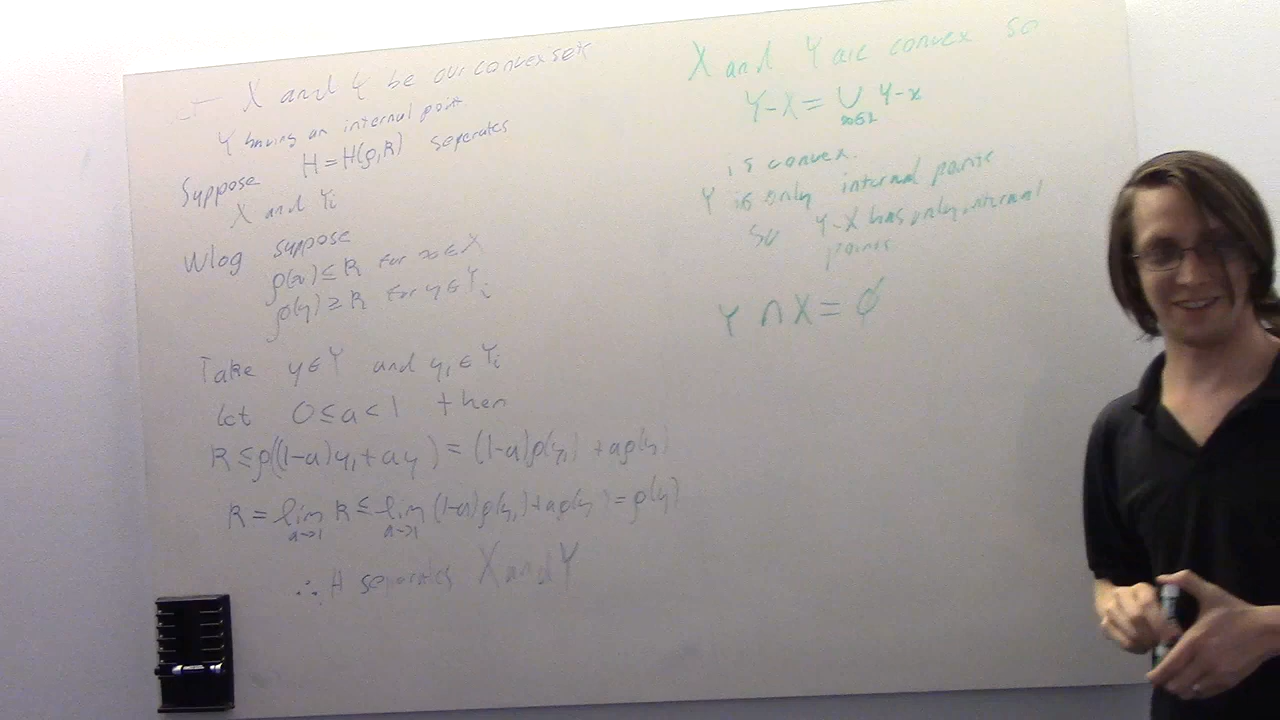 X and Y be our convex sets
Y having an internal point
Suppose H=H(ρ,R) seperates
X and Yᵢ
Wlog suppose
ρ(x) ≤ R for x∈X
ρ(y) ≥ R for y∈Yᵢ
Take y∈Y and y₁∈Yᵢ
Let 0≤a<1 then
R ≤ρ((1-a)y₁+ay) = (1-a)ρ(y₁) +aρ(y)
R = lim R ≤ lim (1-a)ρ(y₁)+aρ(y) = ρ(y)
a→1 a→1
∴ H seperates X and Y
X and Y are convex so
Y-X = ∪ Y-x
x∈X
is convex.
Y is only internal points
so Y-X has only internal
points
Y ∩ X = ∅